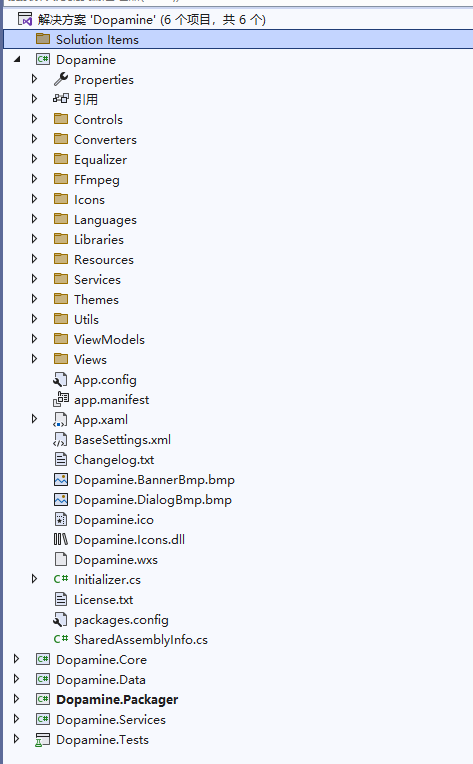 解决方案 'Dopamine' (6 个项目，共 6 个)
Solution Items
Dopamine
Properties
引用
Controls
Converters
Equalizer
FFmpeg
Icons
Languages
Libraries
Resources
Services
Themes
Utils
ViewModels
Views
App.config
app.manifest
App.xaml
BaseSettings.xml
Changelog.txt
Dopamine.BannerBmp.bmp
Dopamine.DialogBmp.bmp
Dopamine.ico
Dopamine.Icons.dll
Dopamine.wxs
Initializer.cs
License.txt
packages.config
SharedAssemblyInfo.cs
Dopamine.Core
Dopamine.Data
Dopamine.Packager
Dopamine.Services
Dopamine.Tests